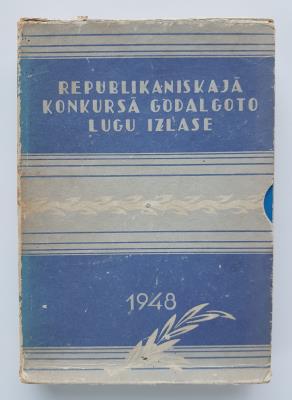 REPUBLIKANISKAJĀ
KONKURSĀ GODALGOTO
LUGU IZLASE
1948